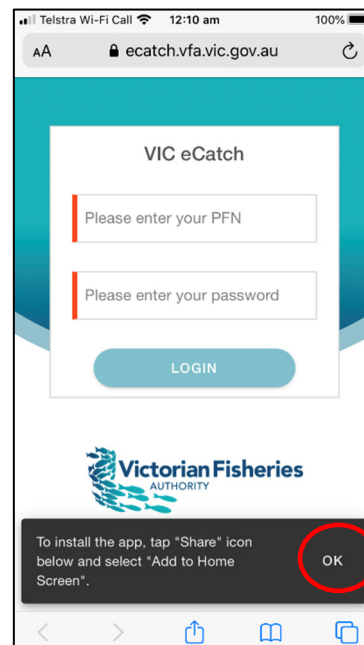 Telstra Wi-Fi Call 12:10 am 100%
AA ecatch.vfa.vic.gov.au
VIC eCatch
Please enter your PFN
Please enter your password
LOGIN
Victorian Fisheries
AUTHORITY
To install the app, tap "Share" icon
below and select "Add to Home
Screen".
OK